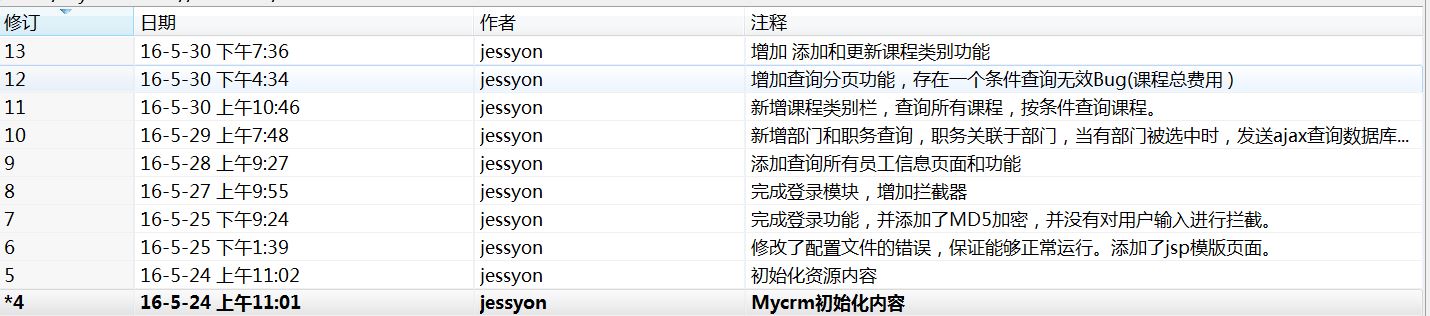 修订 日期 作者 注释
13 16-5-30 下午7:36 jessyon 增加 添加和更新课程类别功能
12 16-5-30 下午4:34 jessyon 增加查询分页功能，存在一个条件查询无效Bug(课程总费用 )
11 16-5-30 上午10:46 jessyon 新增课程类别栏，查询所有课程，按条件查询课程。
10 16-5-29 上午7:48 jessyon 新增部门和职务查询，职务关联于部门，当有部门被选中时，发送ajax查询数据库...
9 16-5-28 上午9:27 jessyon 添加查询所有员工信息页面和功能
8 16-5-27 上午9:55 jessyon 完成登录模块，增加拦截器
7 16-5-25 下午9:24 jessyon 完成登录功能，并添加了MD5加密，并没有对用户输入进行拦截。
6 16-5-25 下午1:39 jessyon 修改了配置文件的错误，保证能够正常运行。添加了jsp模版页面。
5 16-5-24 上午11:02 jessyon 初始化资源内容
*4 16-5-24 上午11:01 jessyon Mycrm初始化内容